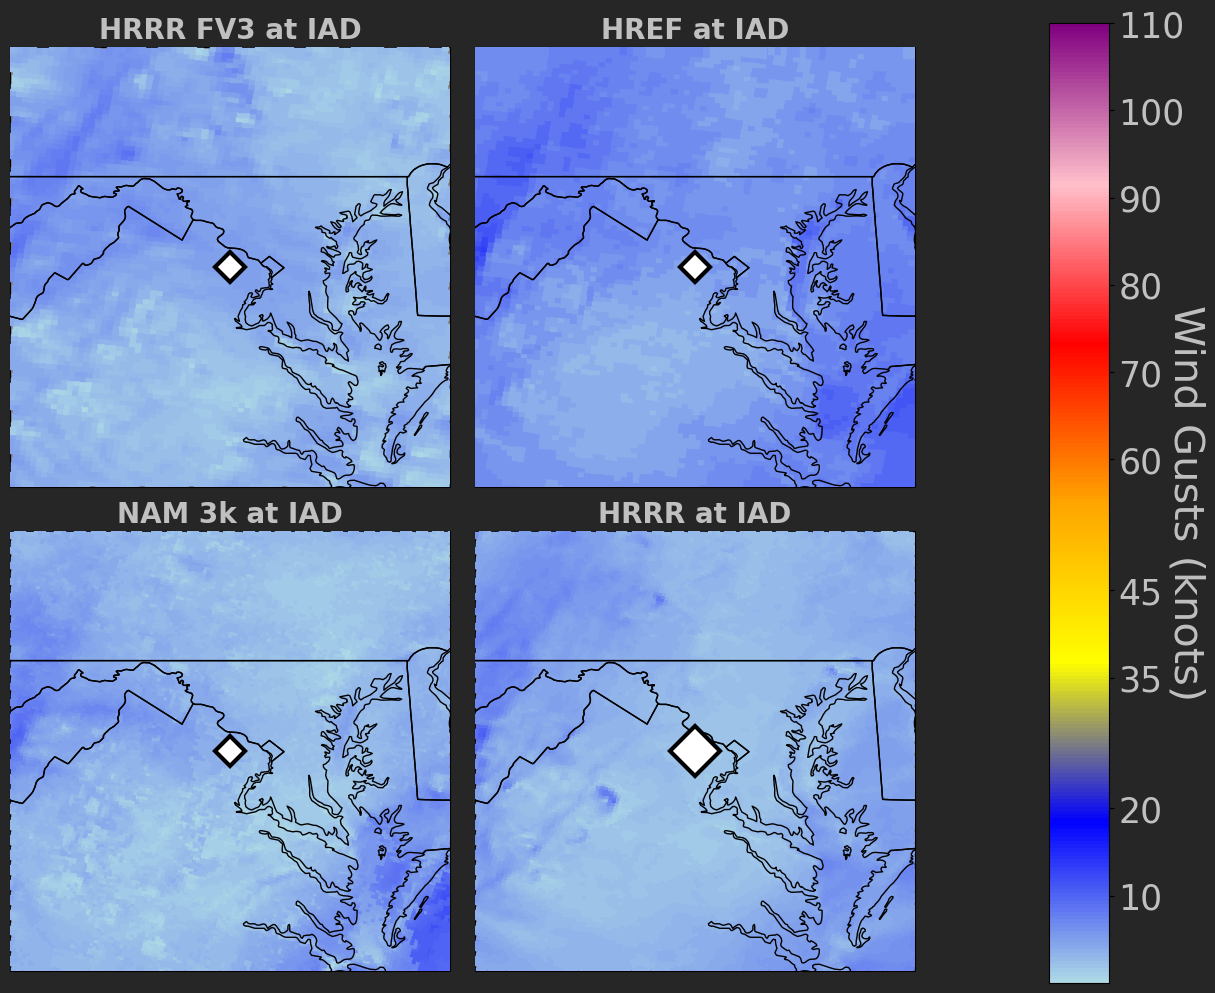 HRRR FV3 at IAD
HREF at IAD
NAM 3k at IAD
HRRR at IAD
110
100
90
80
70
60
45
35
20
10
Wind Gusts (knots)